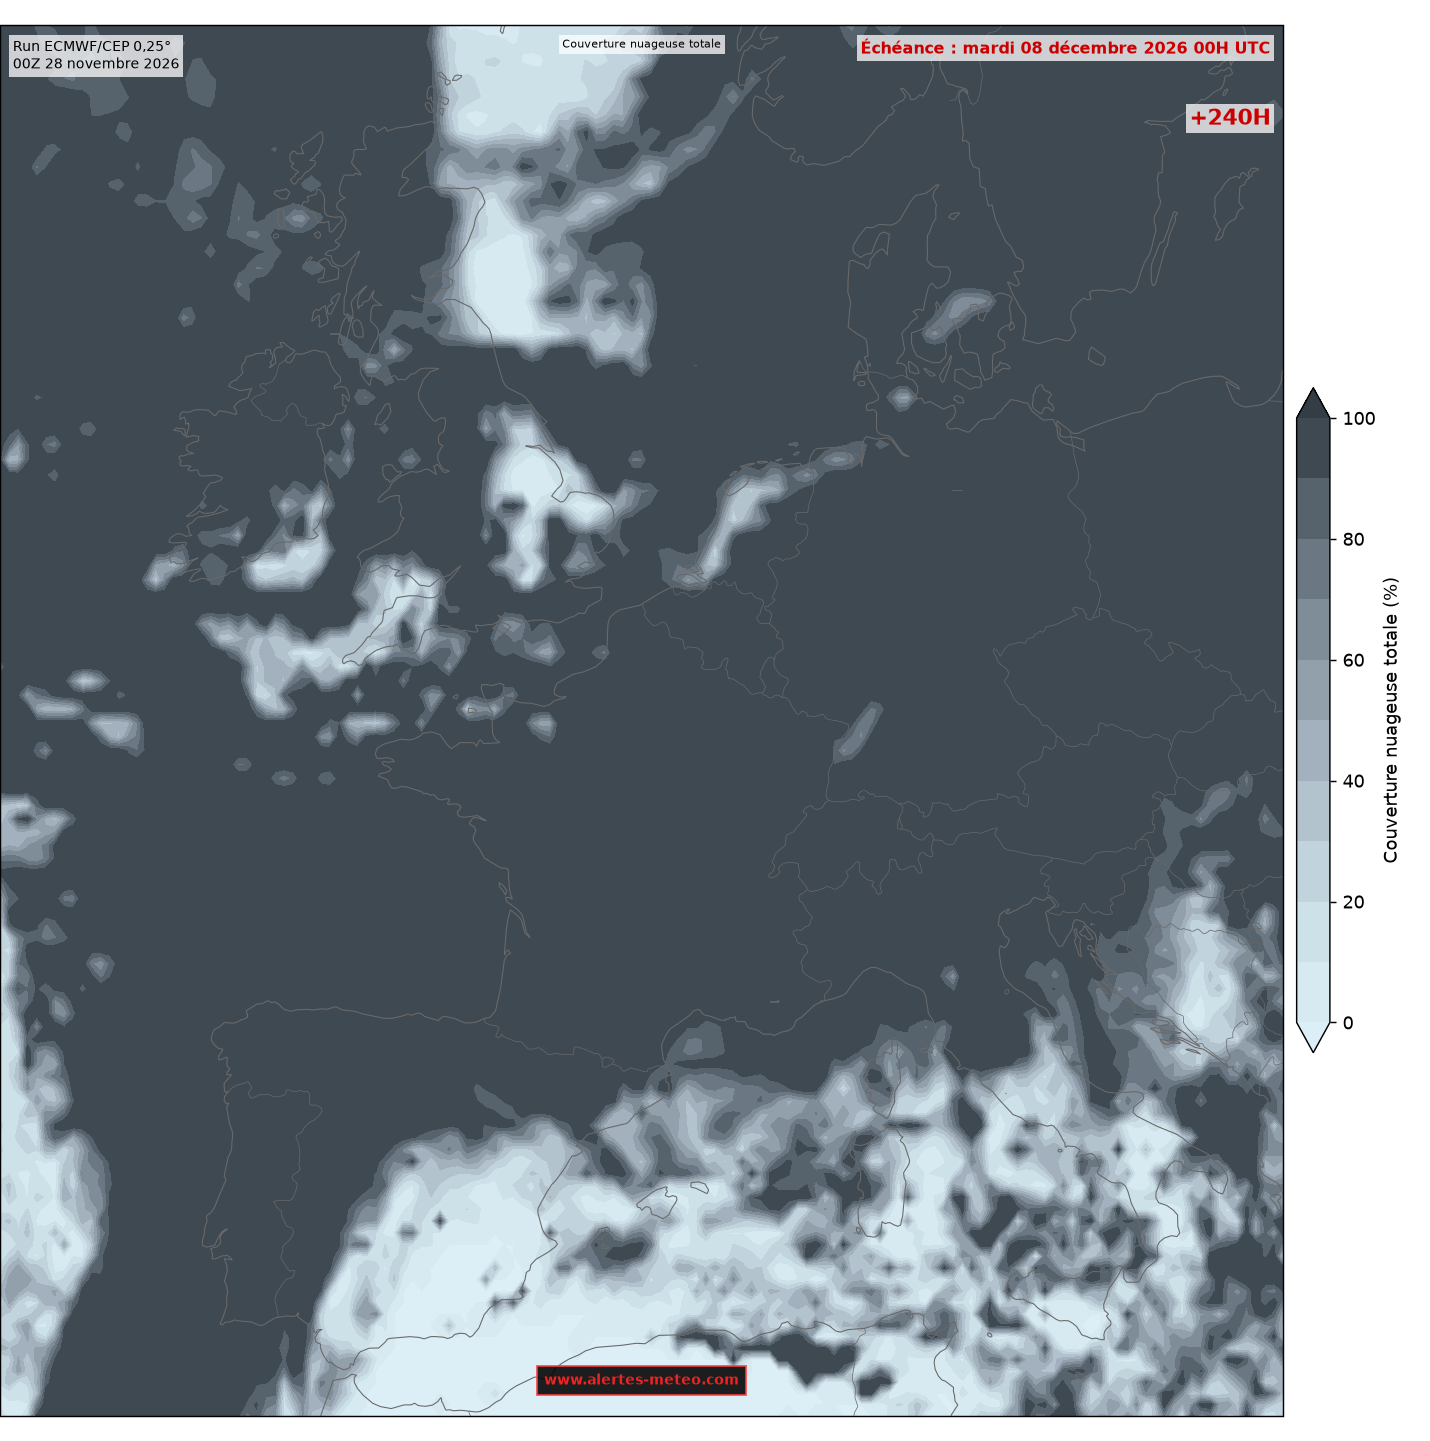 Run ECMWF/CEP 0,25°
00Z 28 novembre 2026
Couverture nuageuse totale
Échéance : mardi 08 décembre 2026 00H UTC
+240H
100
80
60
40
20
0
Couverture nuageuse totale (%)
www.alertes-meteo.com